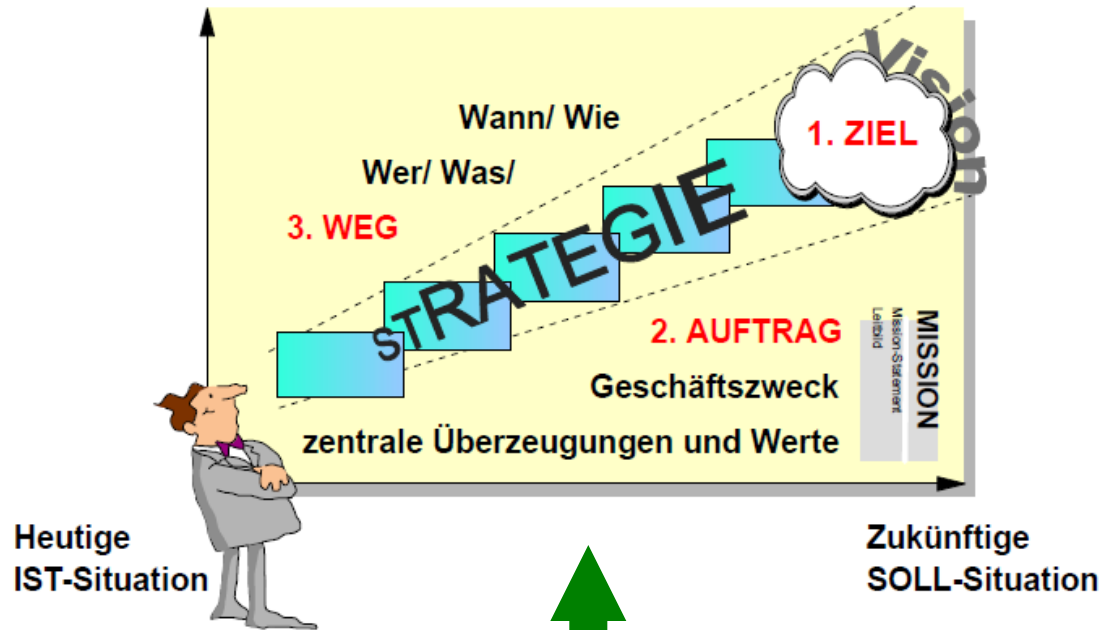 Vision
1. ZIEL
Wann/ Wie
Wer/ Was/
3. WEG
STRATEGIE
2. AUFTRAG
Geschäftszweck
zentrale Überzeugungen und Werte
MISSION
Mission-Statement
Leitbild
Heutige
IST-Situation
Zukünftige
SOLL-Situation